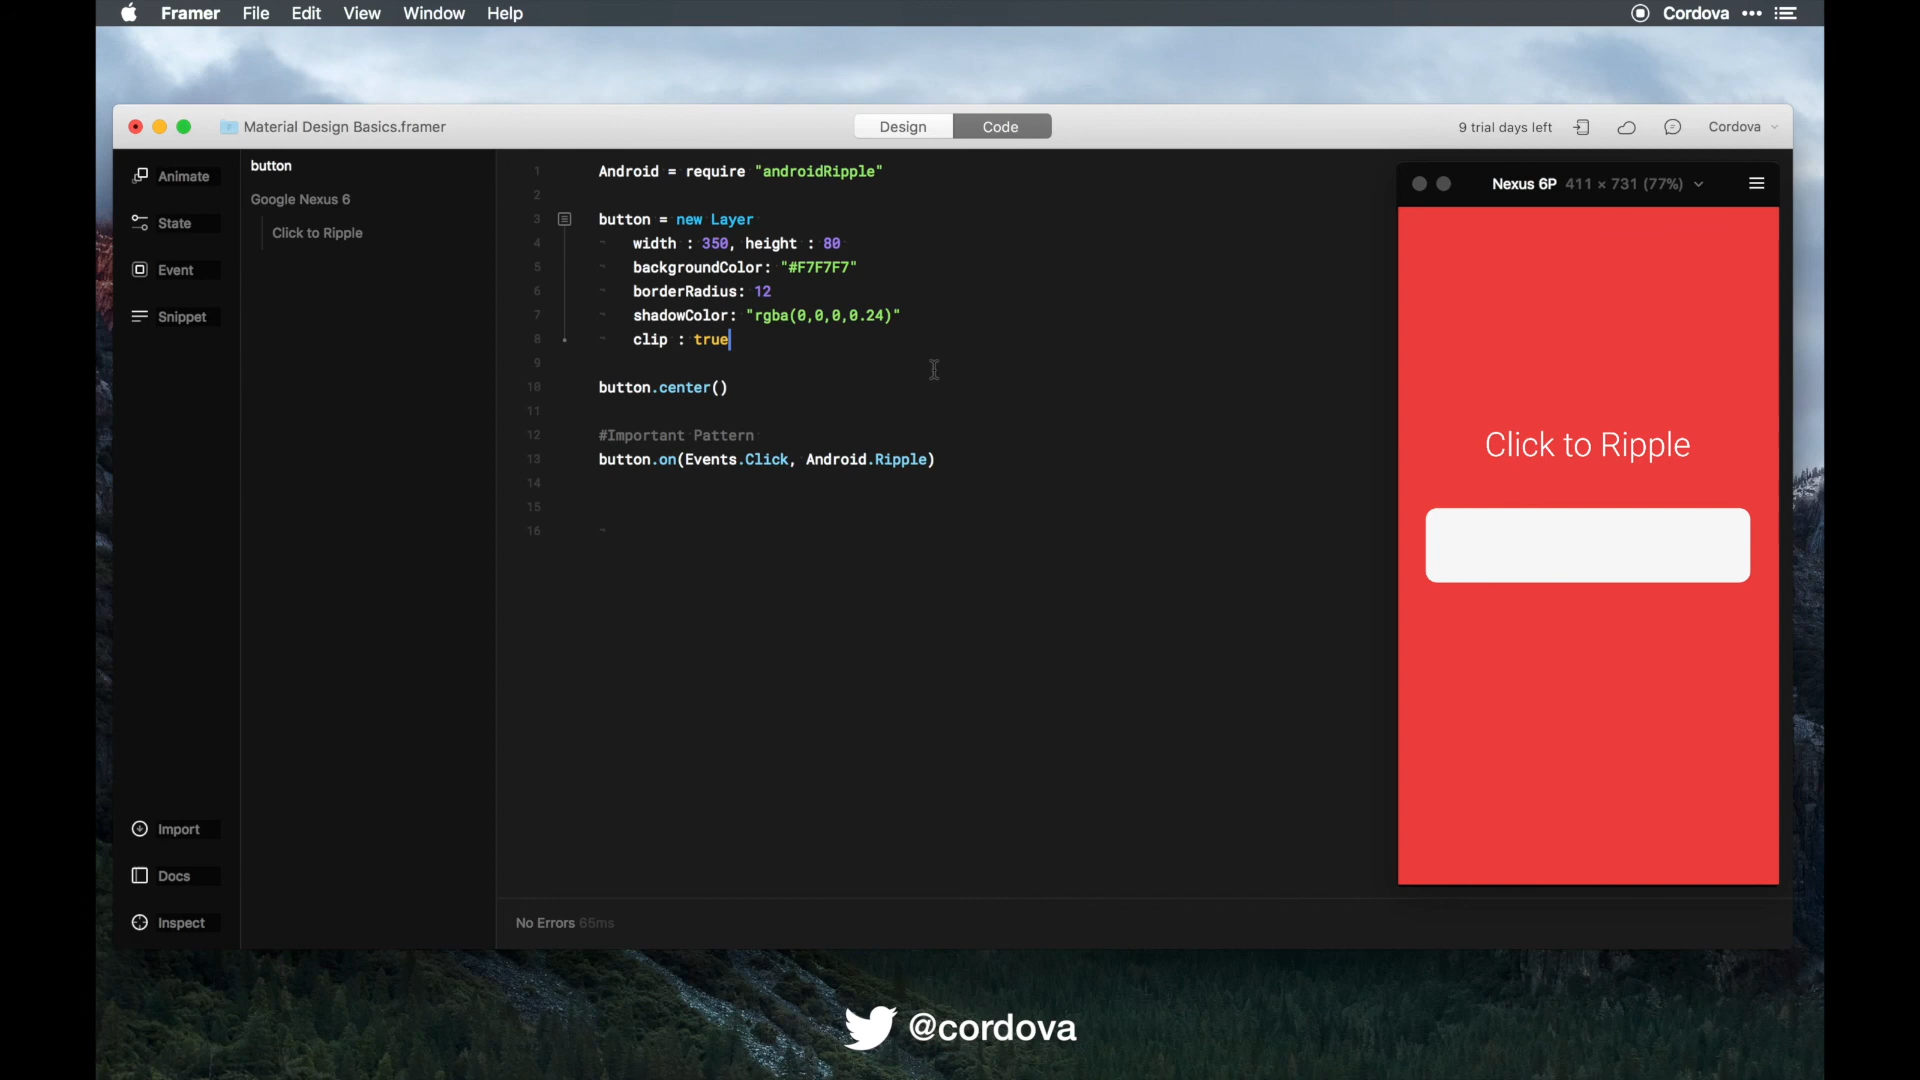 Framer File Edit View Window Help
Cordova
Material Design Basics.framer
Design Code
9 trial days left
Cordova
Animate
State
Event
Snippet
Import
Docs
Inspect
button
Google Nexus 6
Click to Ripple
1 Android = require "androidRipple"
2
3 button = new Layer
4 width : 350, height : 80
5 backgroundColor: "#F7F7F7"
6 borderRadius: 12
7 shadowColor: "rgba(0,0,0,0.24)"
8 clip : true
9
10 button.center()
11
12 #Important Pattern
13 button.on(Events.Click, Android.Ripple)
14
15
16
No Errors 65ms
Nexus 6P 411 × 731 (77%)
Click to Ripple
@cordova